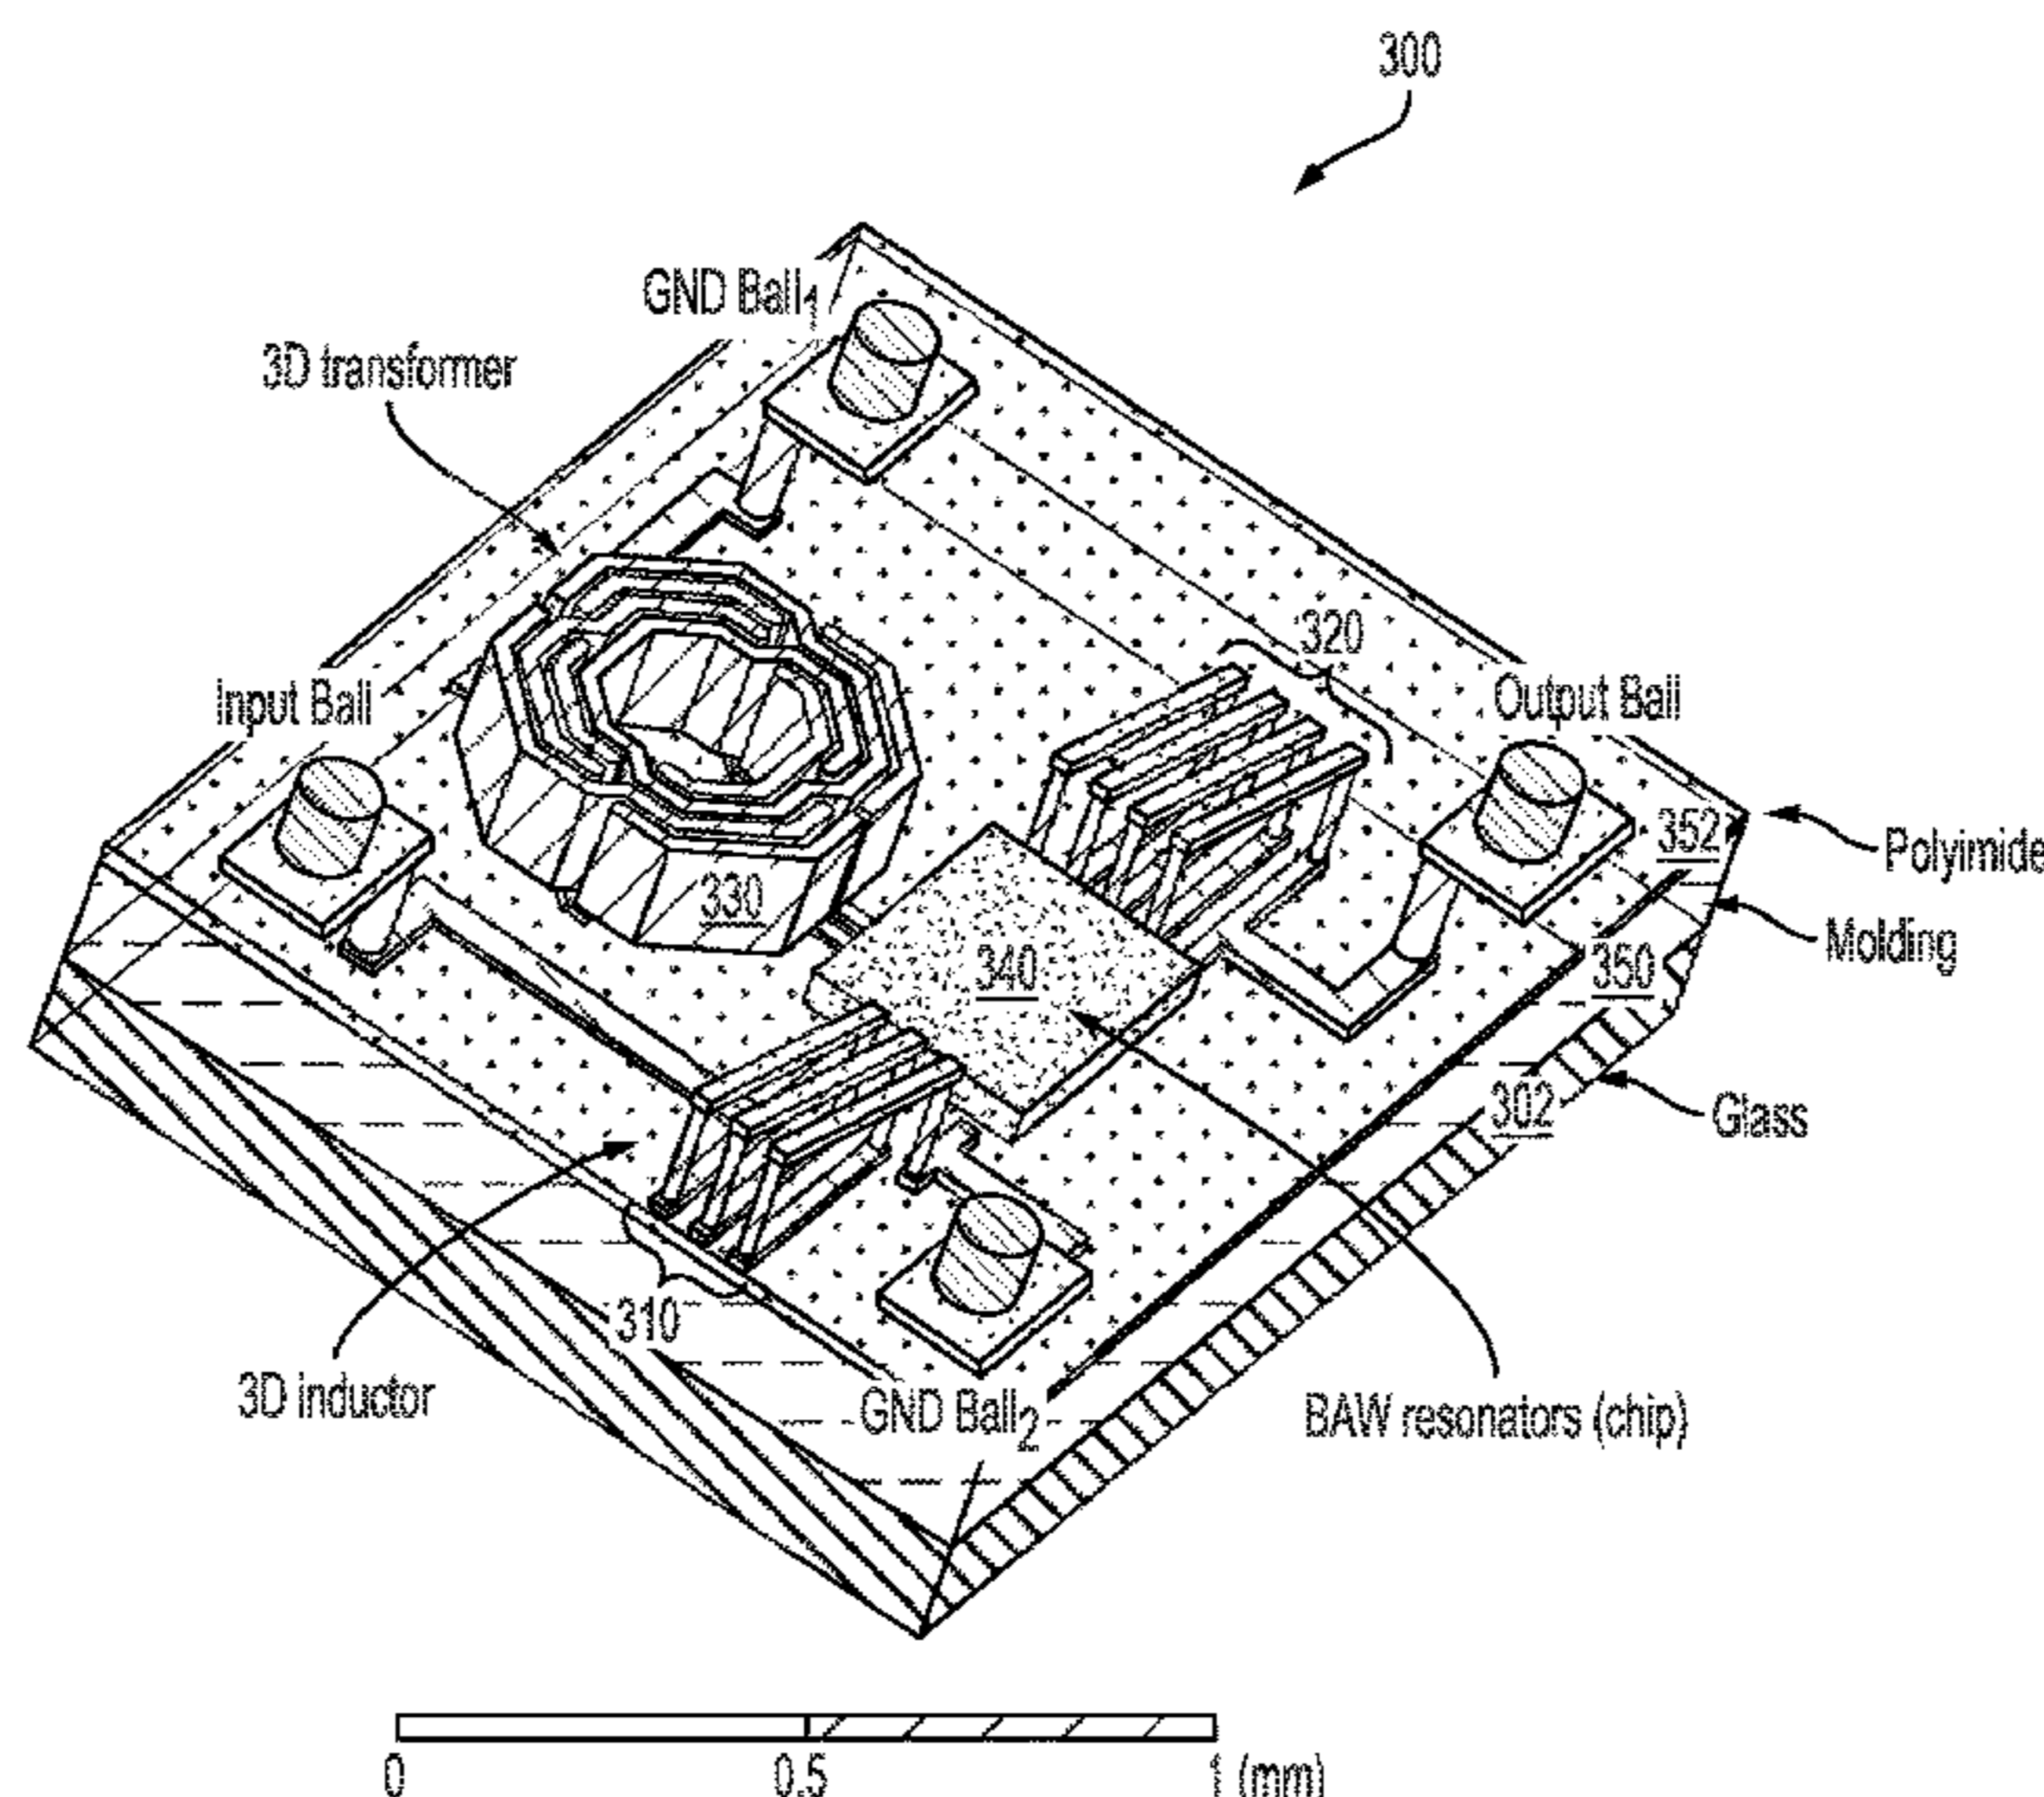 300
GND Ball1
3D transformer
320
Input Ball
Output Ball
352
Polyimide
330
Molding
340
350
302
Glass
310
3D inductor
GND Ball2
BAW resonators (chip)
0
0.5
1 (mm)